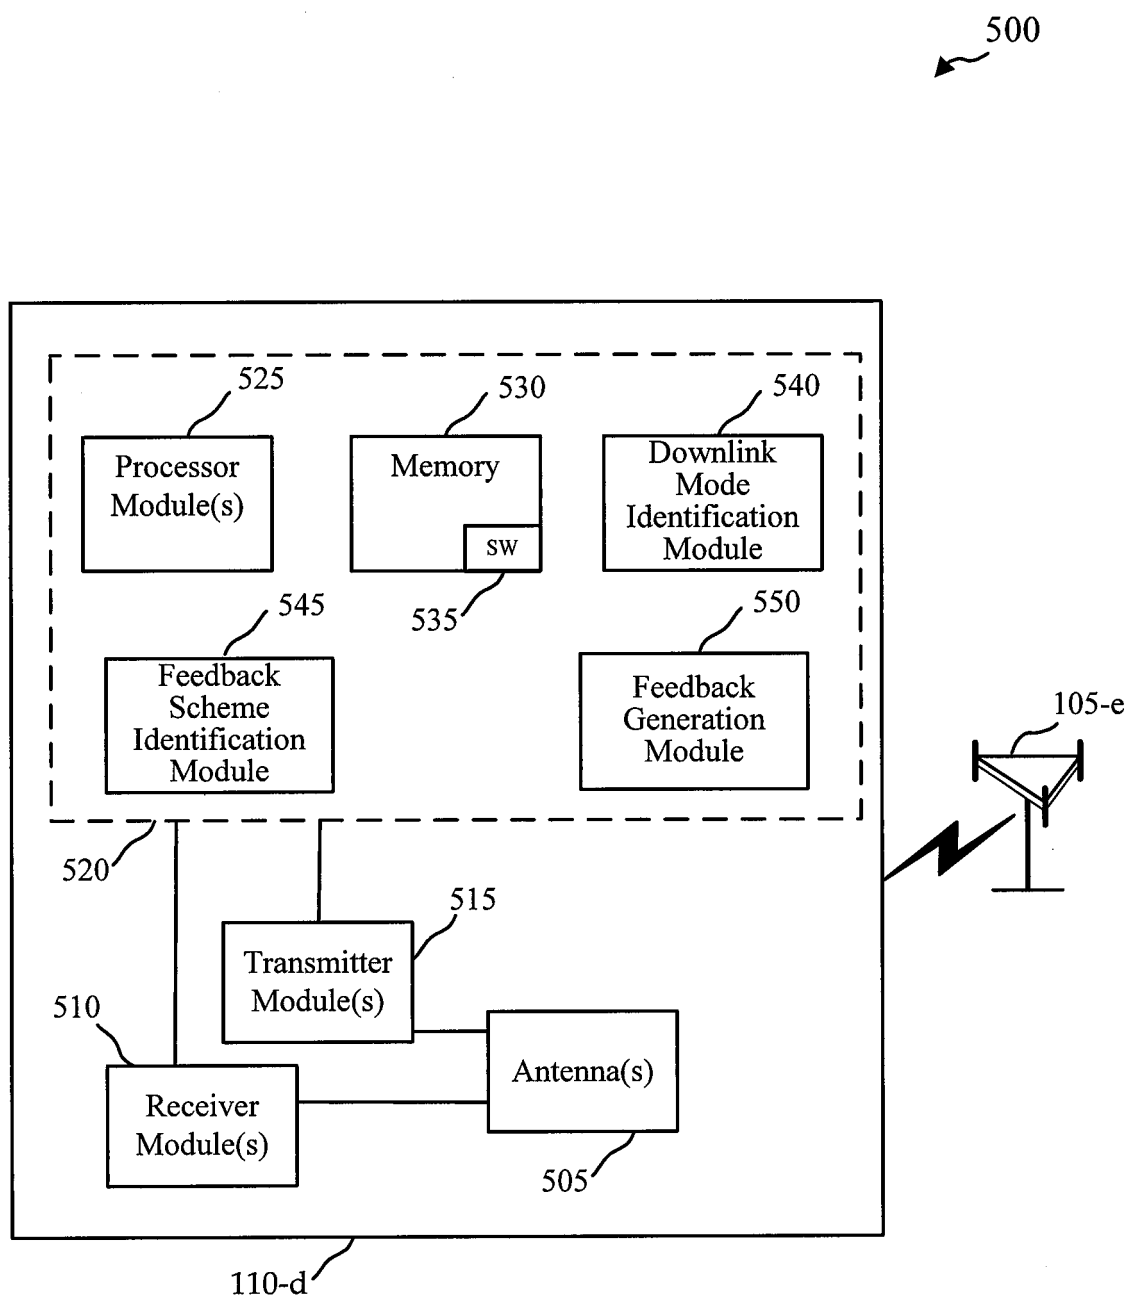 500
525
530
540
Processor
Module(s)
Memory
SW
Downlink
Mode
Identification
Module
535
545
550
Feedback
Scheme
Identification
Module
Feedback
Generation
Module
105-e
520
515
Transmitter
Module(s)
510
Antenna(s)
Receiver
Module(s)
505
110-d